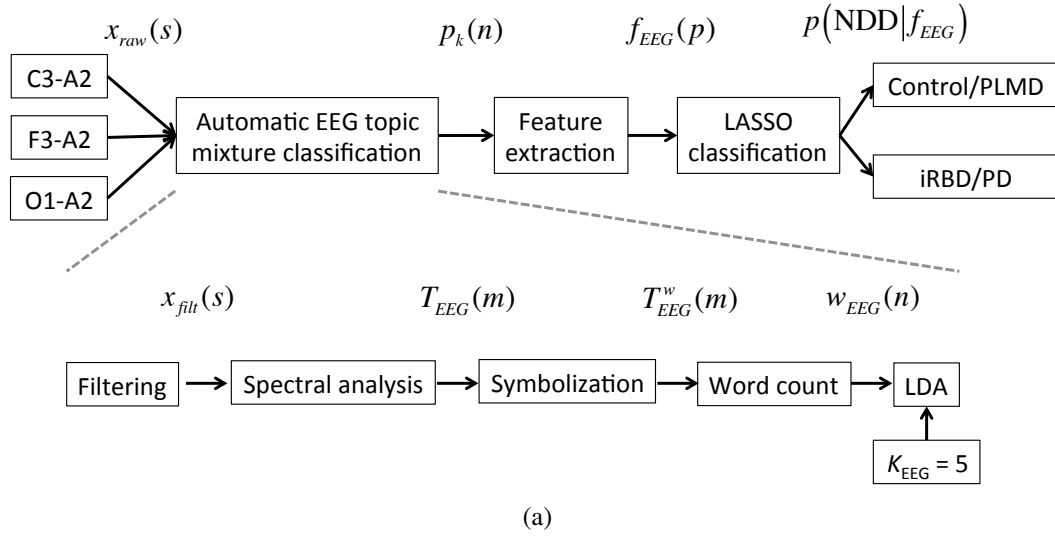 x_raw(s)
p_k(n)
f_EEG(p)
p(NDD|f_EEG)
C3-A2
F3-A2
O1-A2
Automatic EEG topic
mixture classification
Feature
extraction
LASSO
classification
Control/PLMD
iRBD/PD
x_filt(s)
T_EEG(m)
T^w_EEG(m)
w_EEG(n)
Filtering
Spectral analysis
Symbolization
Word count
LDA
K_EEG = 5
(a)